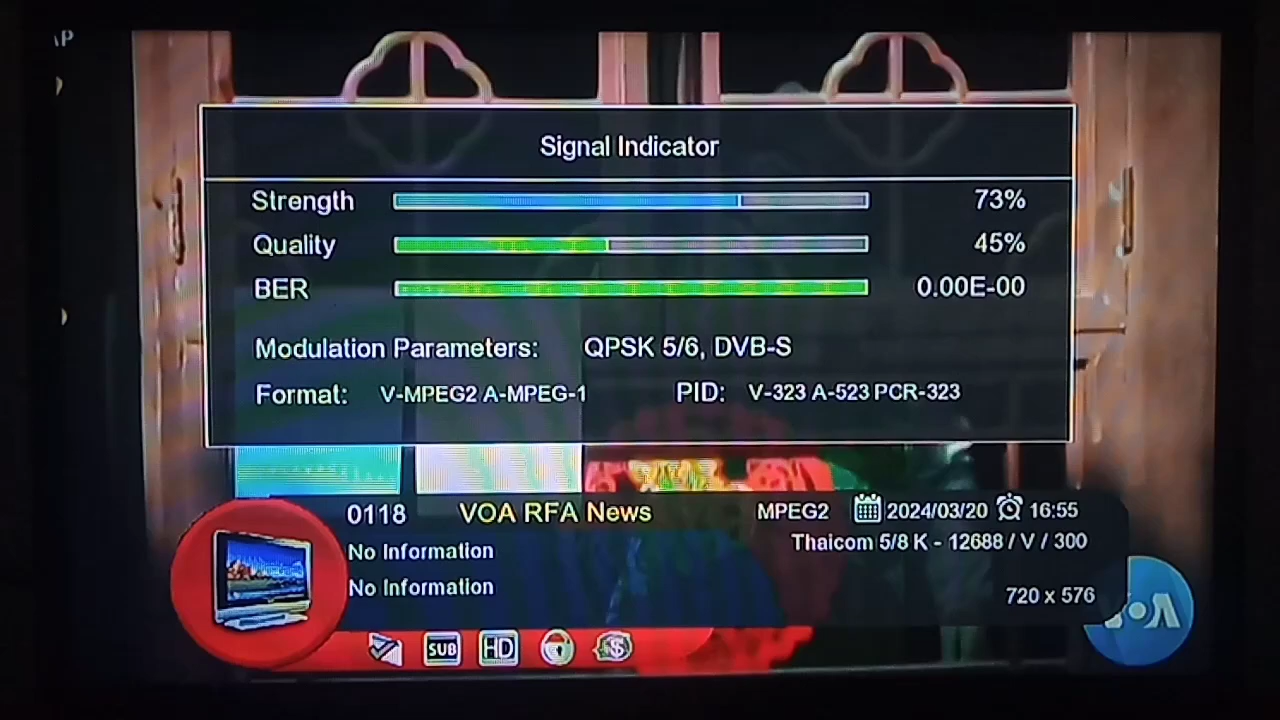 AP
Signal Indicator
Strength 73%
Quality 45%
BER 0.00E-00
Modulation Parameters: QPSK 5/6, DVB-S
Format: V-MPEG2 A-MPEG-1 PID: V-323 A-523 PCR-323
0118 VOA RFA News MPEG2 2024/03/20 16:55
No Information Thaicom 5/8 K - 12688 / V / 300
No Information 720 x 576
VOA
SUB HD $